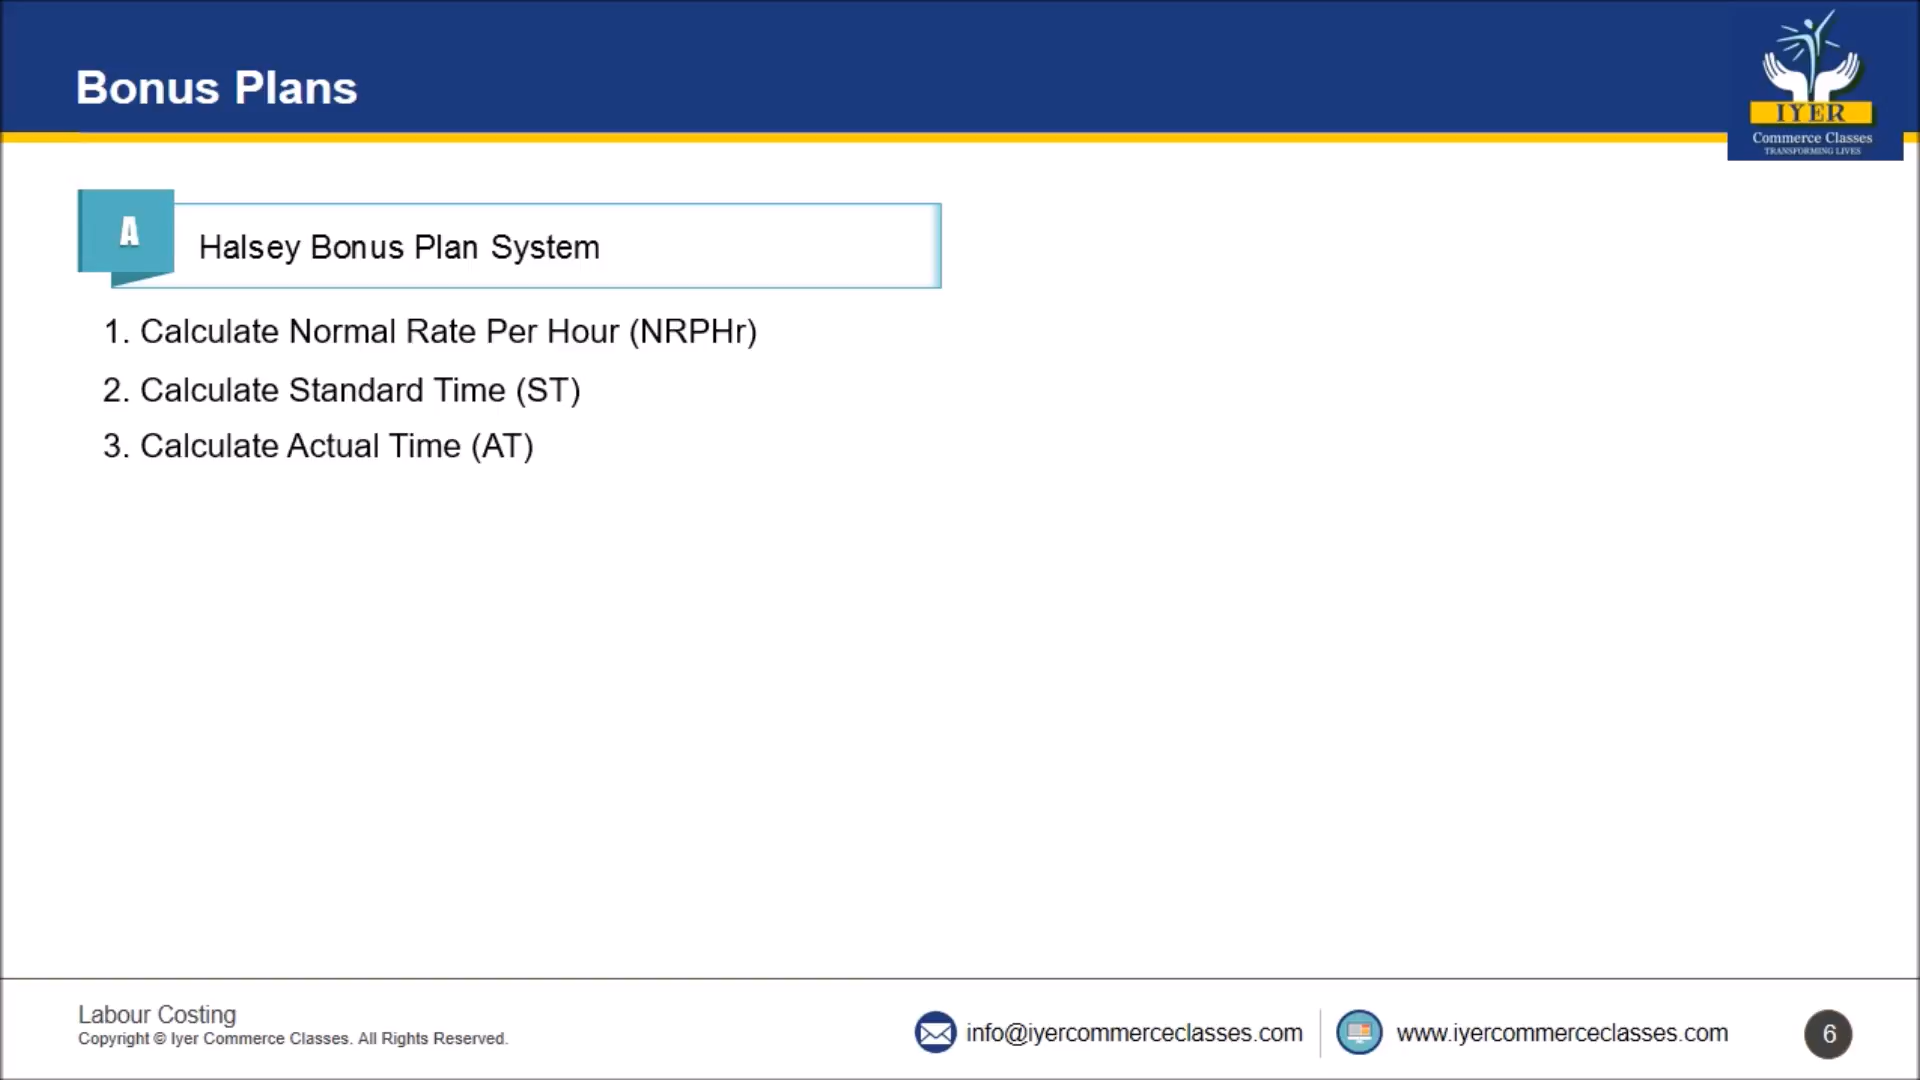 Bonus Plans
IYER
Commerce Classes
TRANSFORMING LIVES
A
Halsey Bonus Plan System
1. Calculate Normal Rate Per Hour (NRPHr)
2. Calculate Standard Time (ST)
3. Calculate Actual Time (AT)
Labour Costing
Copyright © Iyer Commerce Classes. All Rights Reserved.
info@iyercommerceclasses.com
www.iyercommerceclasses.com
6